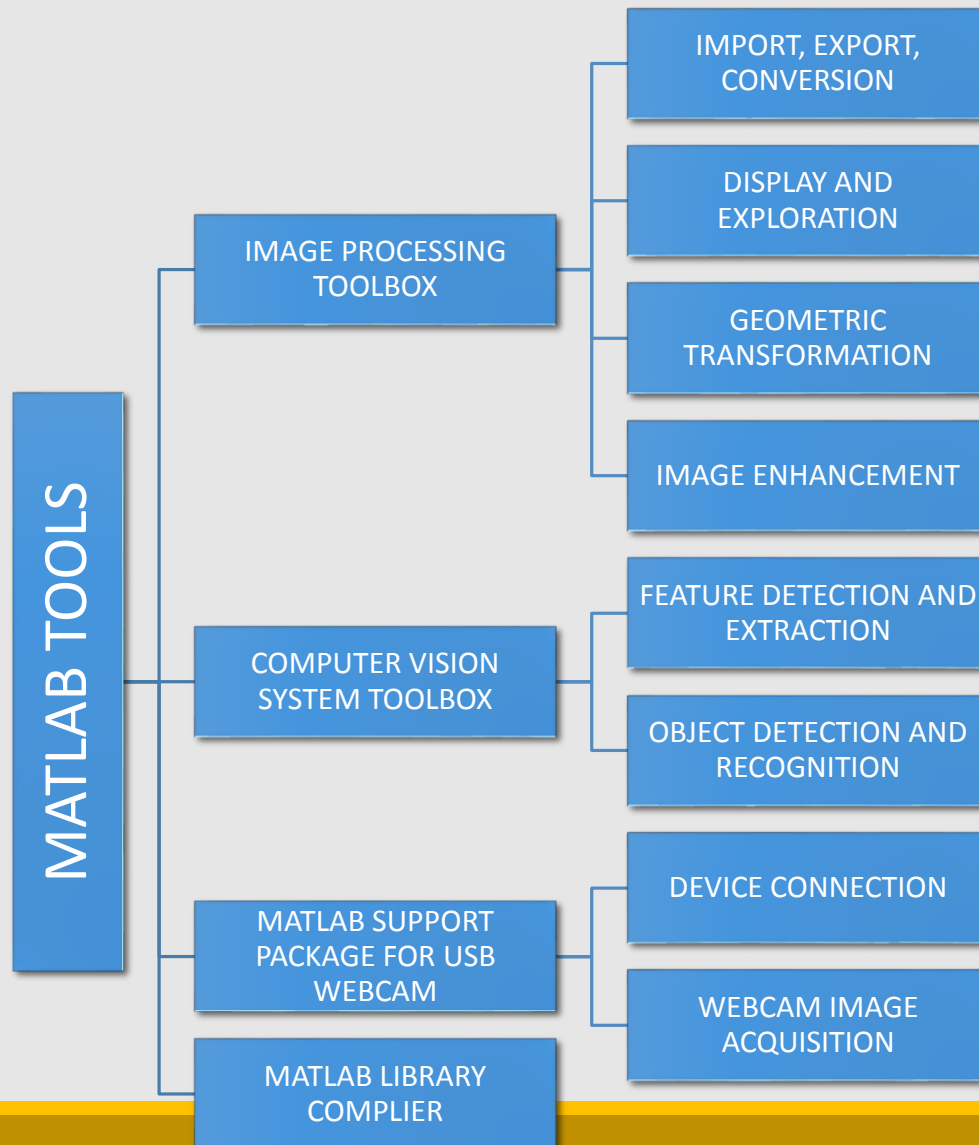 MATLAB TOOLS
IMAGE PROCESSING
TOOLBOX
IMPORT, EXPORT,
CONVERSION
DISPLAY AND
EXPLORATION
GEOMETRIC
TRANSFORMATION
IMAGE ENHANCEMENT
COMPUTER VISION
SYSTEM TOOLBOX
FEATURE DETECTION AND
EXTRACTION
OBJECT DETECTION AND
RECOGNITION
MATLAB SUPPORT
PACKAGE FOR USB
WEBCAM
DEVICE CONNECTION
WEBCAM IMAGE
ACQUISITION
MATLAB LIBRARY
COMPLIER